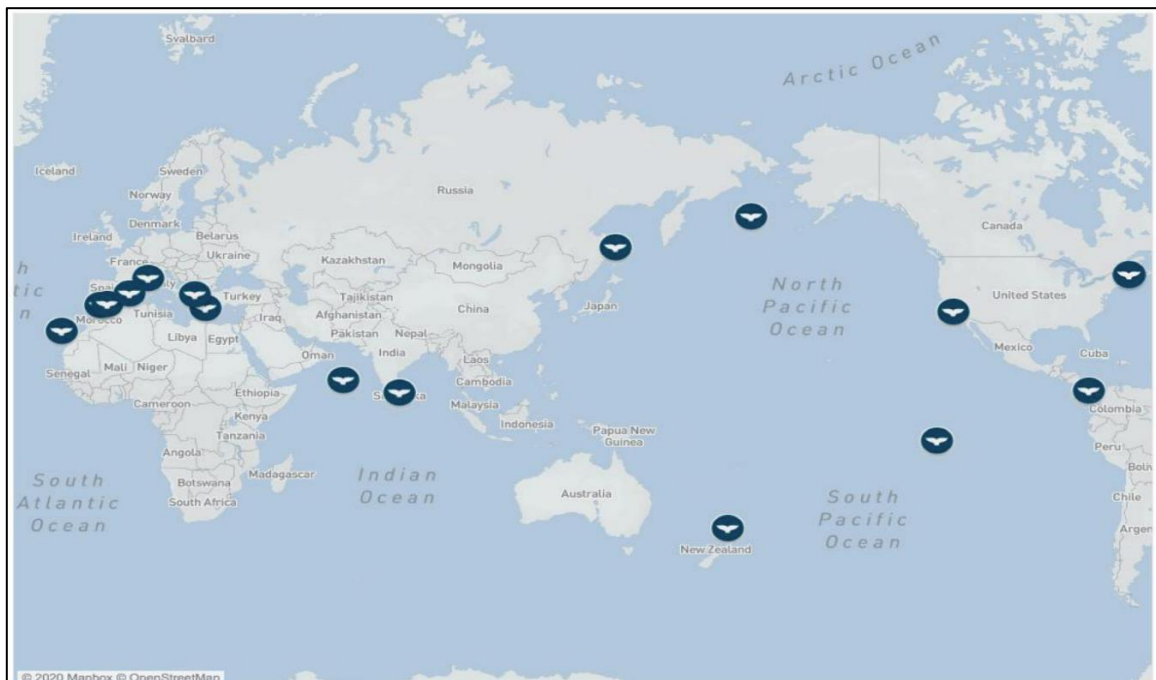 Svalbard
Arctic Ocean
Iceland
Sweden
Norway
Russia
Denmark
Ireland
Belarus
Canada
France
Ukraine
Kazakhstan
Mongolia
North
Pacific
Ocean
Turkey
Tajikistan
United States
Morocco
Tunisia
Iraq
Afghanistan
China
Japan
Pakistan
Nepal
Libya
Egypt
Mexico
Cuba
Oman
India
Laos
Mali
Niger
Senegal
Cambodia
Ethiopia
Malaysia
Cameroon
Colombia
Kenya
Indonesia
Papua New
Guinea
Tanzania
Peru
Angola
Madagascar
Indian
Ocean
Botswana
South Africa
Australia
South
Atlantic
Ocean
South
Pacific
Ocean
Chile
New Zealand
© 2020 Mapbox © OpenStreetMap